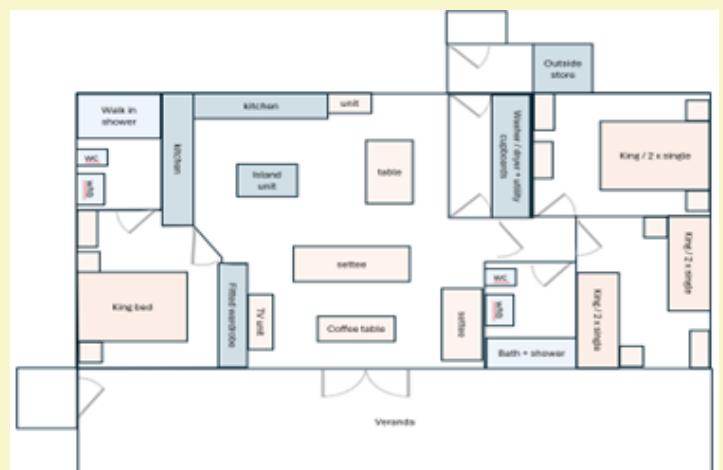 Outside
store
Walk in
shower
kitchen
unit
kitchen
Washer / dryer + utility
cupboards
King / 2 x single
wc
whb
Island
unit
table
King / 2 x single
settee
wc
whb
King bed
Fitted wardrobe
TV unit
Coffee table
settee
King / 2 x single
Bath + shower
Veranda